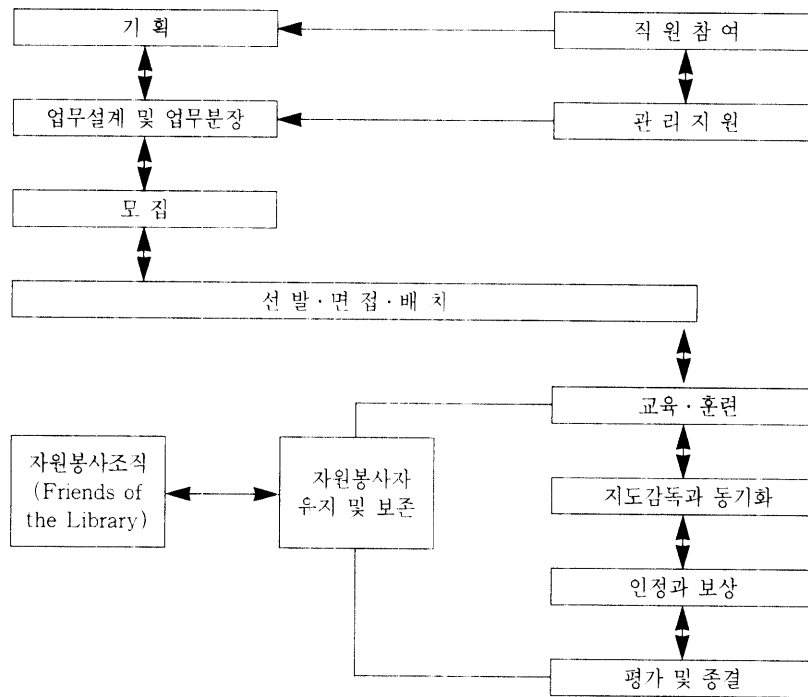 기 획
직 원 참 여
업무설계 및 업무분장
관 리 지 원
모 집
선 발 · 면 접 · 배 치
교육 · 훈련
자원봉사조직
(Friends of
the Library)
자원봉사자
유지 및 보존
지도감독과 동기화
인정과 보상
평가 및 종결